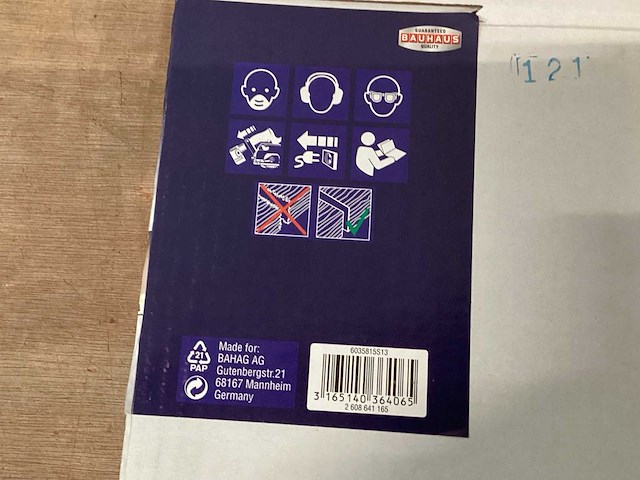 GUARANTEED
BAUHAUS
QUALITY
121
21
PAP
Made for:
BAHAG AG
Gutenbergstr.21
68167 Mannheim
Germany
6035815S13
3 165140 364065
2 608 641 165